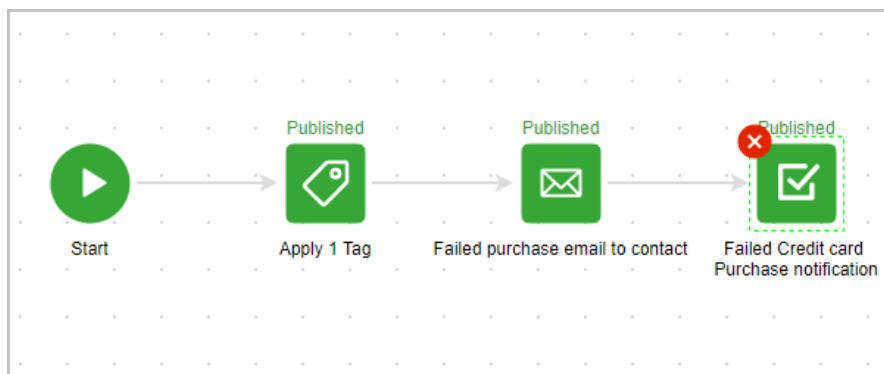 Published
Published
Published
Start
Apply 1 Tag
Failed purchase email to contact
Failed Credit card
Purchase notification